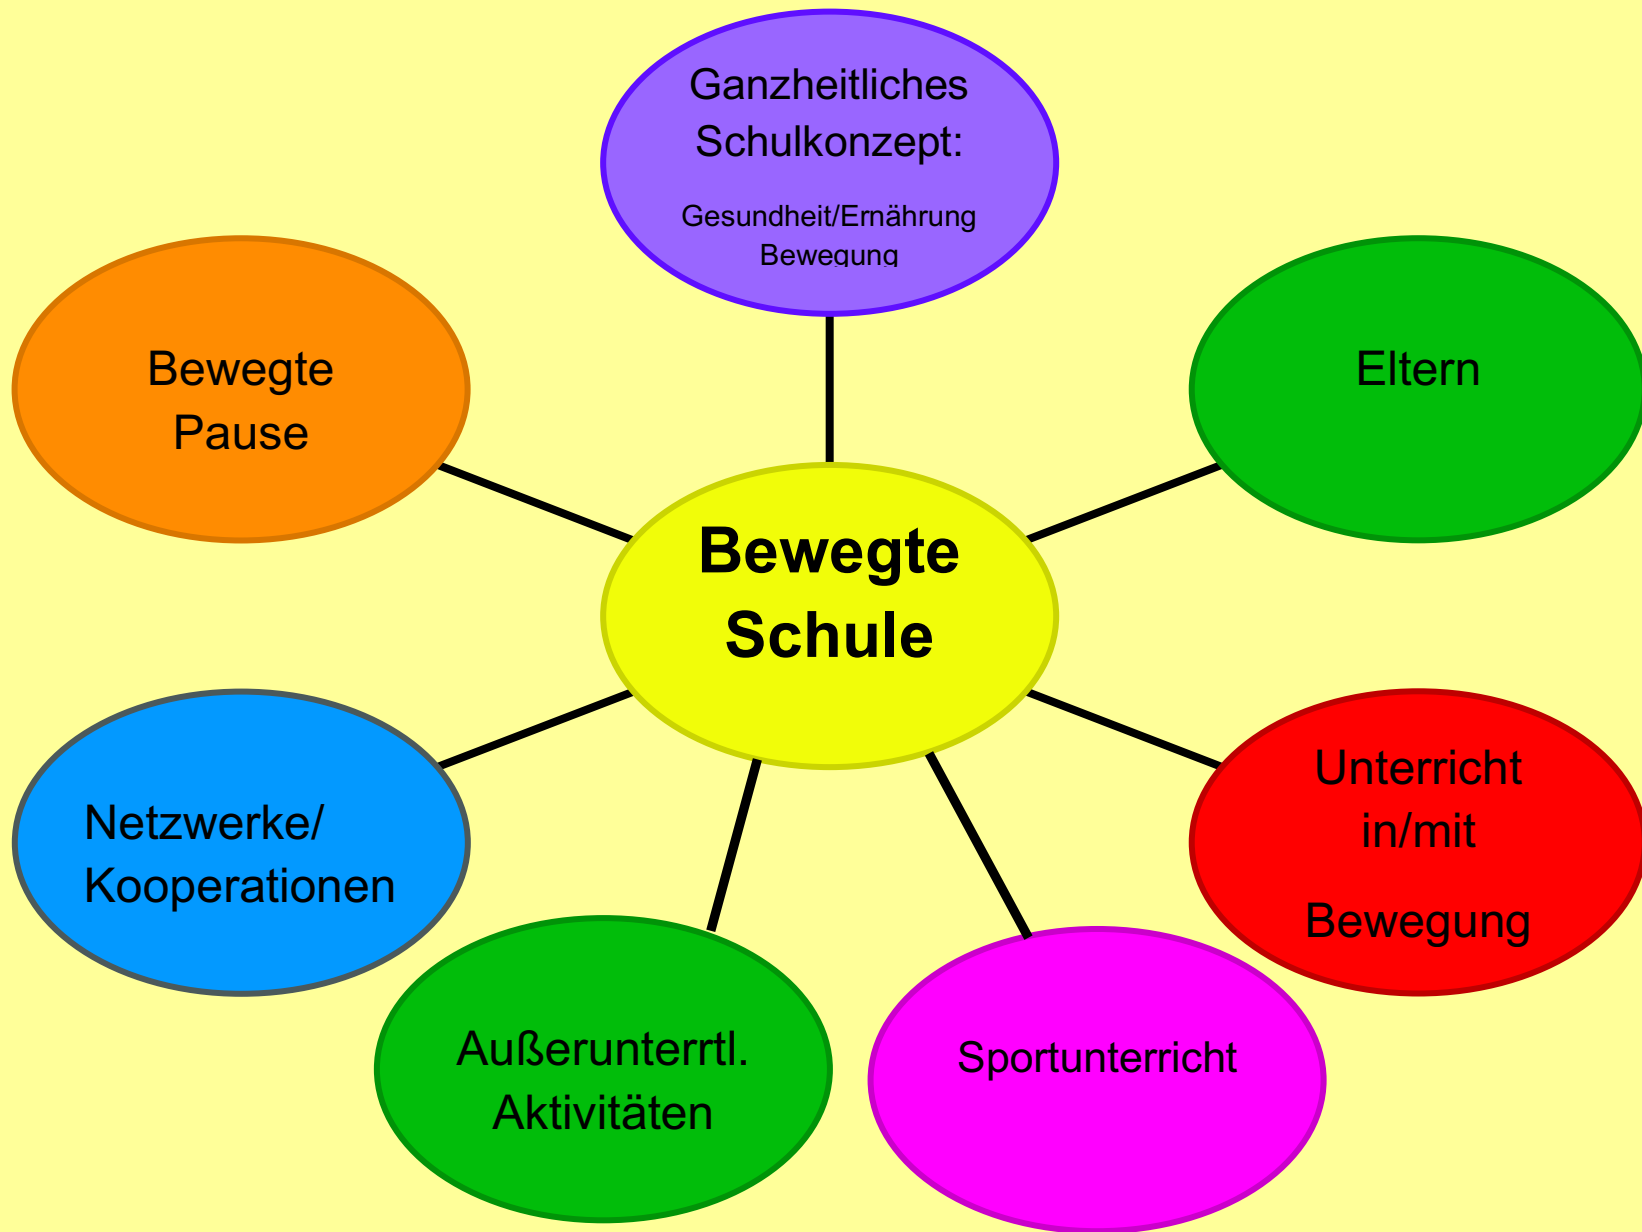 Ganzheitliches
Schulkonzept:
Gesundheit/Ernährung
Bewegung
Bewegte
Pause
Eltern
Bewegte
Schule
Netzwerke/
Kooperationen
Unterricht
in/mit
Bewegung
Außerunterrtl.
Aktivitäten
Sportunterricht